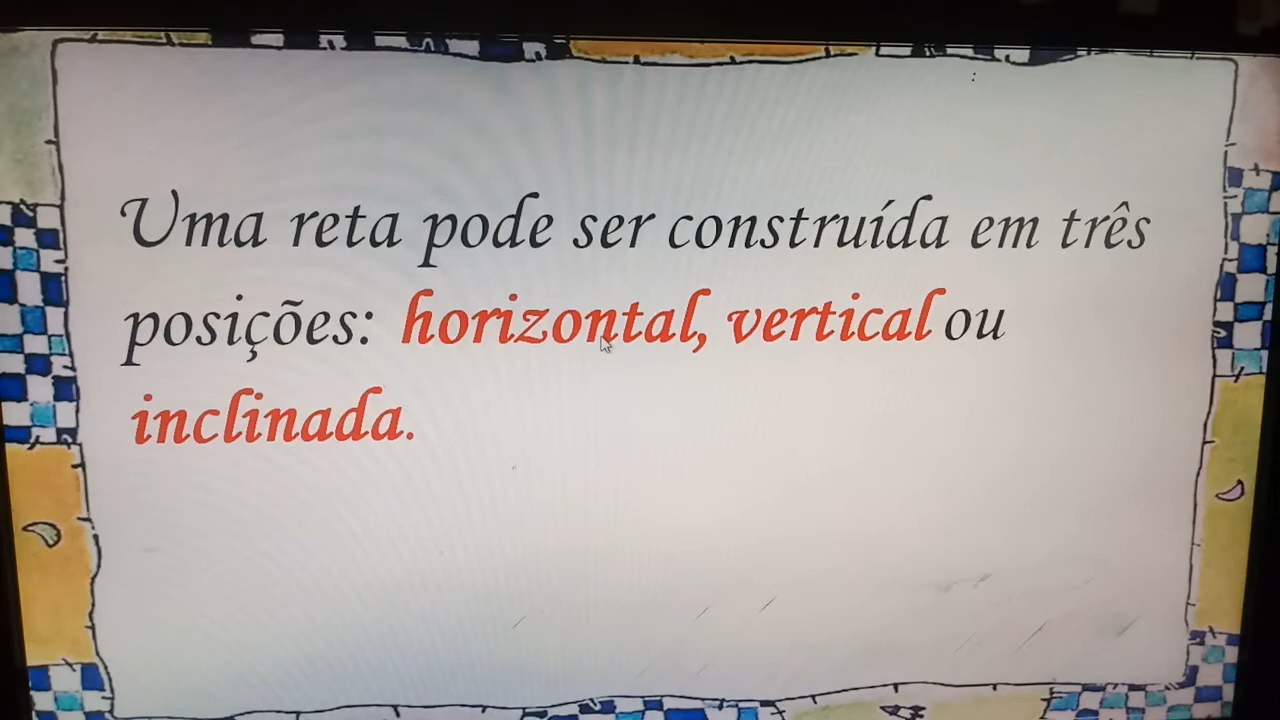 Uma reta pode ser construída em três
posições: horizontal, vertical ou
inclinada.